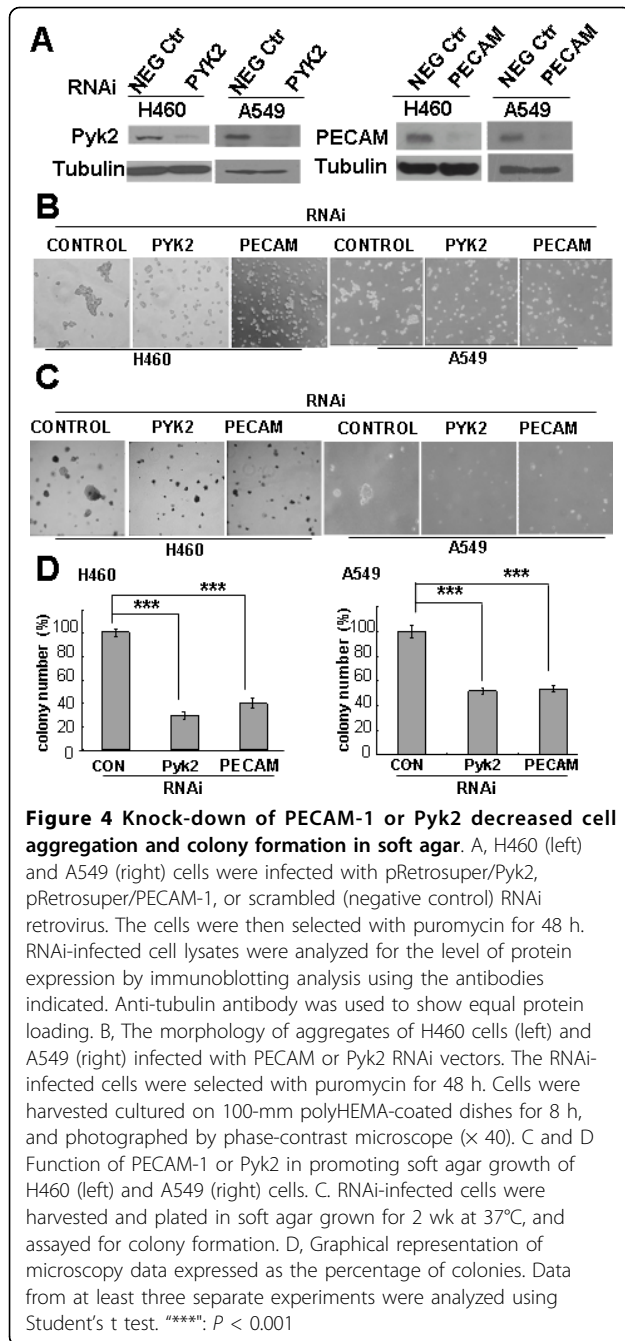 A
RNAi NEG Ctr PYK2 NEG Ctr PYK2 NEG Ctr PECAM NEG Ctr PECAM
H460 A549 H460 A549
Pyk2 PECAM
Tubulin Tubulin
B
RNAi
CONTROL PYK2 PECAM CONTROL PYK2 PECAM
H460 A549
C
RNAi
CONTROL PYK2 PECAM CONTROL PYK2 PECAM
H460 A549
D
H460
colony number (%)
100
80
60
40
20
0
*** ***
CON Pyk2 PECAM
RNAi
A549
colony number (%)
100
80
60
40
20
0
*** ***
CON Pyk2 PECAM
RNAi
Figure 4 Knock-down of PECAM-1 or Pyk2 decreased cell
aggregation and colony formation in soft agar. A, H460 (left)
and A549 (right) cells were infected with pRetrosuper/Pyk2,
pRetrosuper/PECAM-1, or scrambled (negative control) RNAi
retrovirus. The cells were then selected with puromycin for 48 h.
RNAi-infected cell lysates were analyzed for the level of protein
expression by immunoblotting analysis using the antibodies
indicated. Anti-tubulin antibody was used to show equal protein
loading. B, The morphology of aggregates of H460 cells (left) and
A549 (right) infected with PECAM or Pyk2 RNAi vectors. The RNAi-
infected cells were selected with puromycin for 48 h. Cells were
harvested cultured on 100-mm polyHEMA-coated dishes for 8 h,
and photographed by phase-contrast microscope (× 40). C and D
Function of PECAM-1 or Pyk2 in promoting soft agar growth of
H460 (left) and A549 (right) cells. C. RNAi-infected cells were
harvested and plated in soft agar grown for 2 wk at 37°C, and
assayed for colony formation. D, Graphical representation of
microscopy data expressed as the percentage of colonies. Data
from at least three separate experiments were analyzed using
Student's t test. "***": P < 0.001